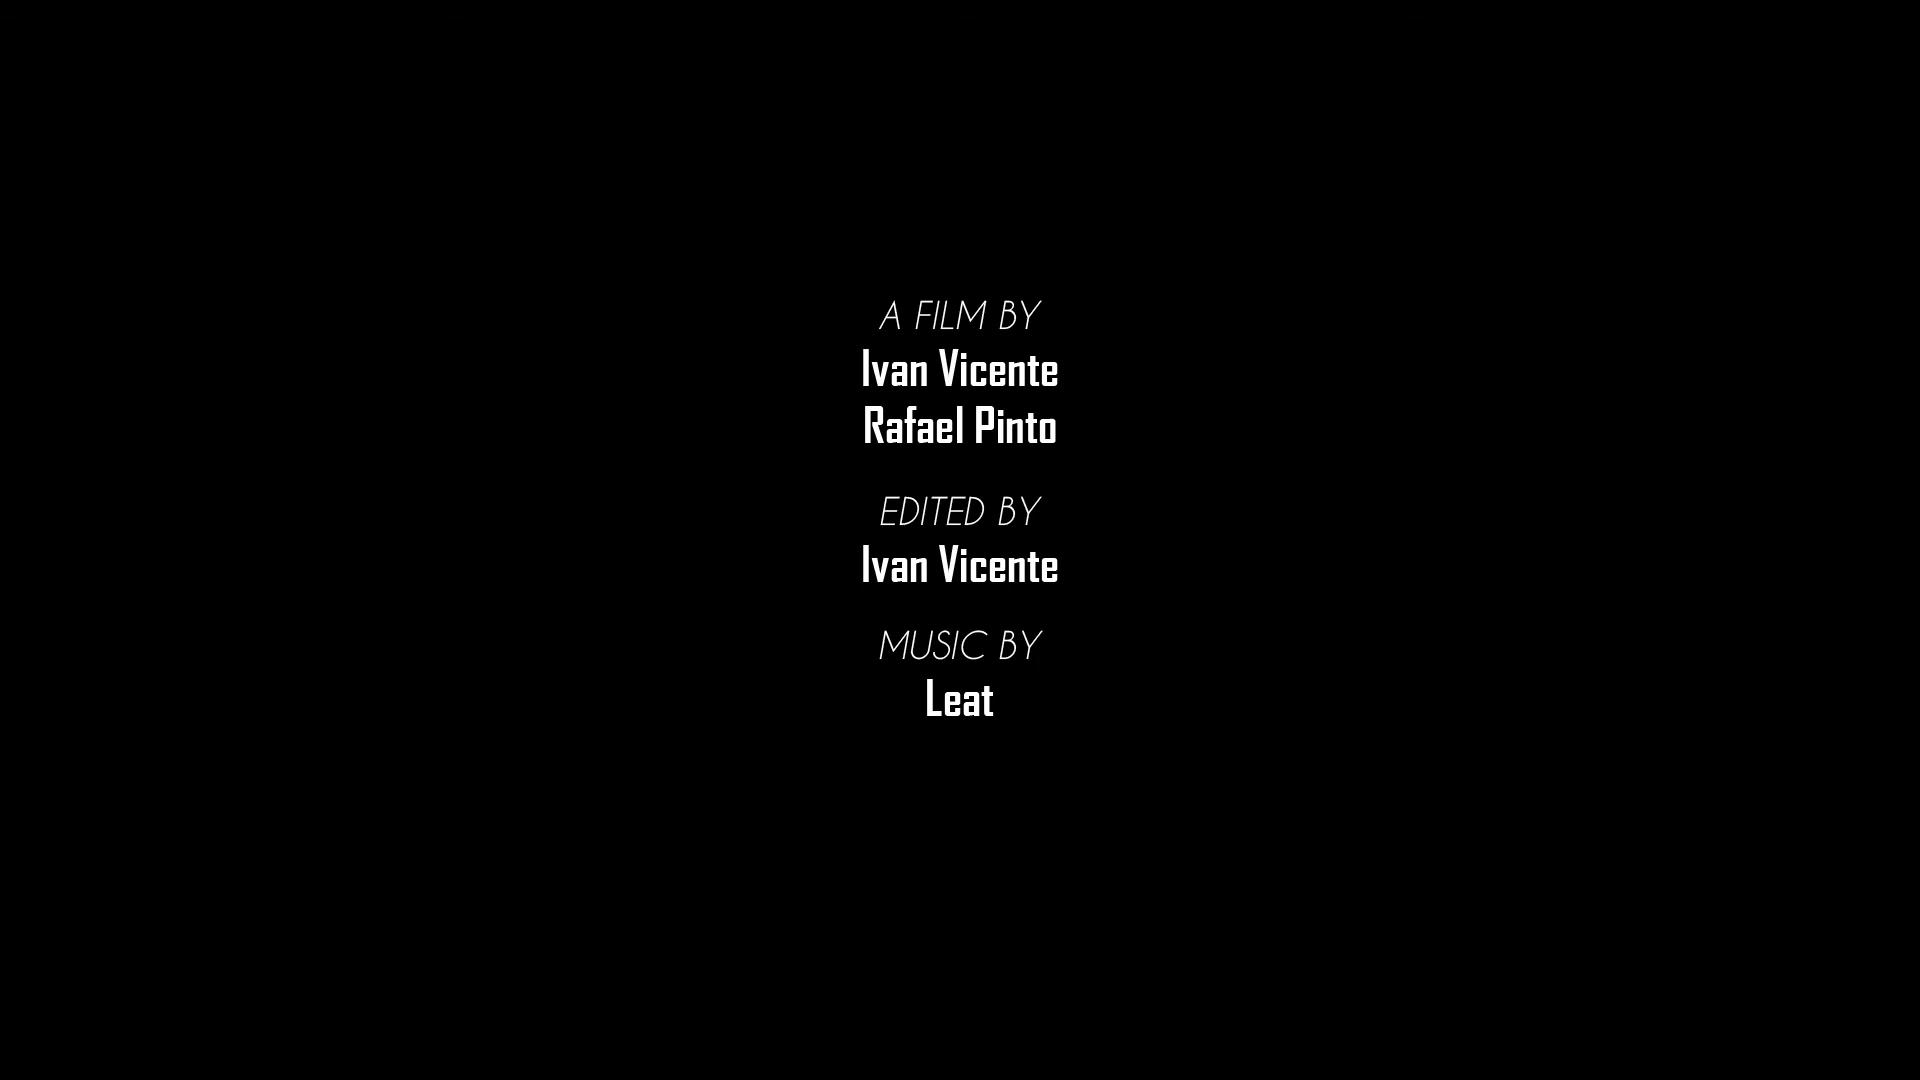 A FILM BY
Ivan Vicente
Rafael Pinto
EDITED BY
Ivan Vicente
MUSIC BY
Leat